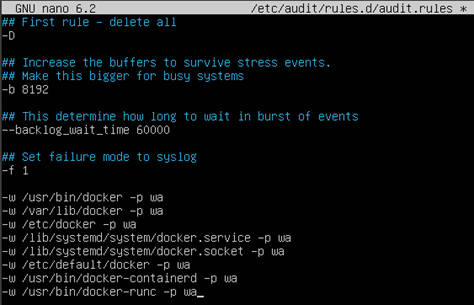 GNU nano 6.2 /etc/audit/rules.d/audit.rules *
## First rule - delete all
-D
## Increase the buffers to survive stress events.
## Make this bigger for busy systems
-b 8192
## This determine how long to wait in burst of events
--backlog_wait_time 60000
## Set failure mode to syslog
-f 1
-w /usr/bin/docker -p wa
-w /var/lib/docker -p wa
-w /etc/docker -p wa
-w /lib/systemd/system/docker.service -p wa
-w /lib/systemd/system/docker.socket -p wa
-w /etc/default/docker -p wa
-w /usr/bin/docker-containerd -p wa
-w /usr/bin/docker-runc -p wa_